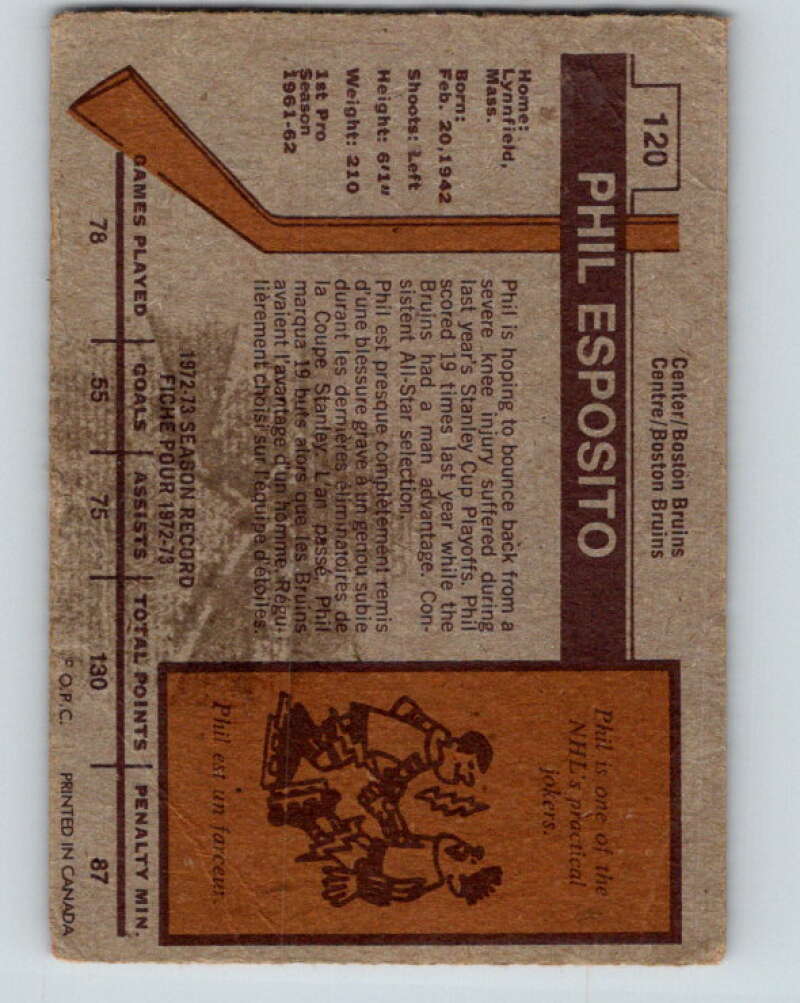 120
Center/Boston Bruins
Centre/Boston Bruins
PHIL ESPOSITO
Home:
Lynnfield,
Mass.
Born:
Feb. 20,1942
Shoots: Left
Height: 6'1"
Weight: 210
1st Pro
Season
1961-62
Phil is hoping to bounce back from a
severe knee injury suffered during
last year's Stanley Cup Playoffs. Phil
scored 19 times last year while the
Bruins had a man advantage. Con-
sistent All-Star selection.
Phil est presque complètement remis
d'une blessure grave à un genou subie
durant les dernières éliminatoires de
la Coupe Stanley. L'an passé, Phil
marqua 19 buts alors que les Bruins
avaient l'avantage d'un homme. Régu-
lièrement choisi sur l'équipe d'étoiles.
Phil is one of the
NHL's practical
jokers.
Phil est un farceur.
1972-73 SEASON RECORD
FICHE POUR 1972-73
GAMES PLAYED GOALS ASSISTS TOTAL POINTS PENALTY MIN.
78 55 75 130 87
© O.P.C. PRINTED IN CANADA